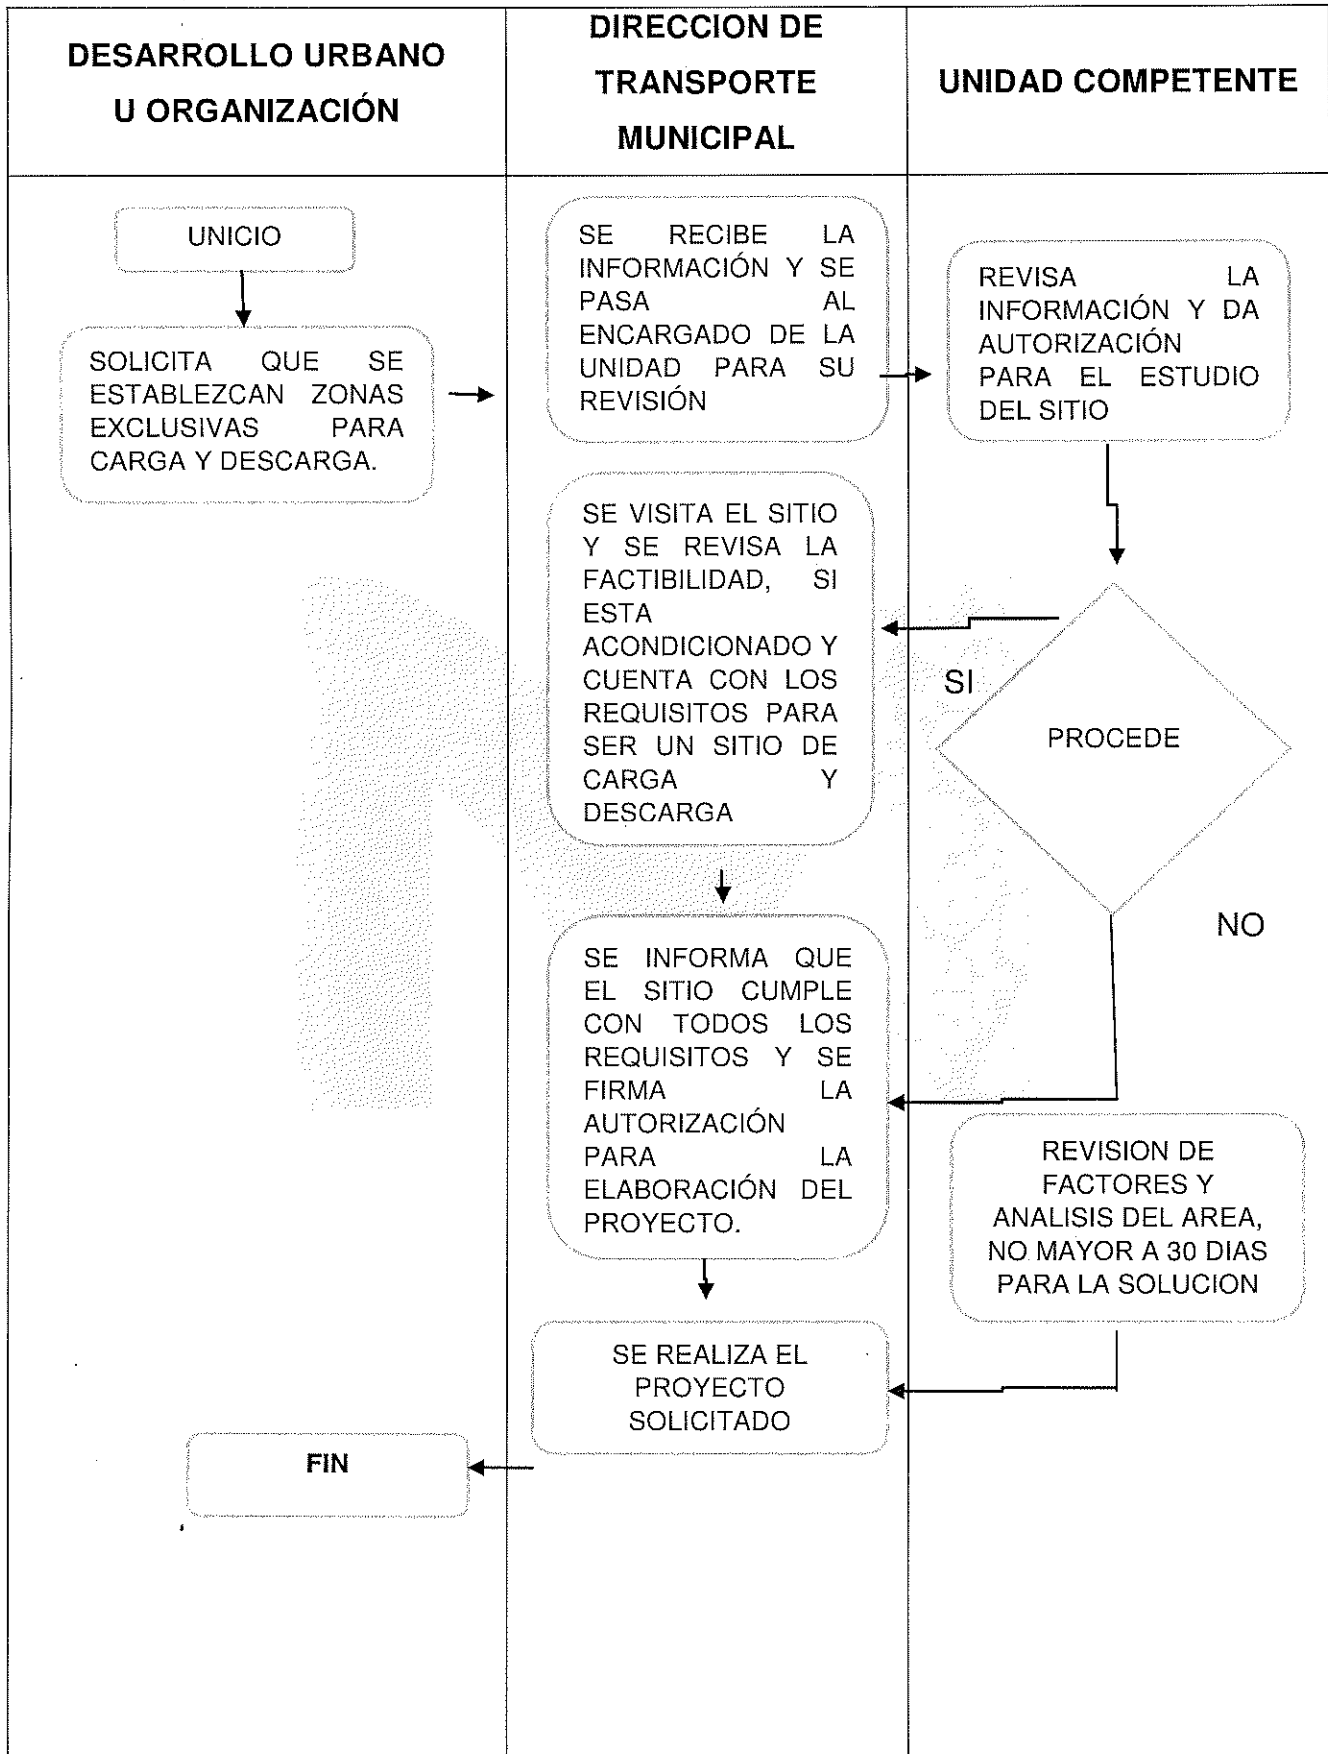 DESARROLLO URBANO
U ORGANIZACIÓN
DIRECCION DE
TRANSPORTE
MUNICIPAL
UNIDAD COMPETENTE
UNICIO
SOLICITA QUE SE
ESTABLEZCAN ZONAS
EXCLUSIVAS PARA
CARGA Y DESCARGA.
SE RECIBE LA
INFORMACIÓN Y SE
PASA AL
ENCARGADO DE LA
UNIDAD PARA SU
REVISIÓN
REVISA LA
INFORMACIÓN Y DA
AUTORIZACIÓN
PARA EL ESTUDIO
DEL SITIO
SE VISITA EL SITIO
Y SE REVISA LA
FACTIBILIDAD, SI
ESTA
ACONDICIONADO Y
CUENTA CON LOS
REQUISITOS PARA
SER UN SITIO DE
CARGA Y
DESCARGA
SI
PROCEDE
NO
SE INFORMA QUE
EL SITIO CUMPLE
CON TODOS LOS
REQUISITOS Y SE
FIRMA LA
AUTORIZACIÓN
PARA LA
ELABORACIÓN DEL
PROYECTO.
REVISION DE
FACTORES Y
ANALISIS DEL AREA,
NO MAYOR A 30 DIAS
PARA LA SOLUCION
SE REALIZA EL
PROYECTO
SOLICITADO
FIN